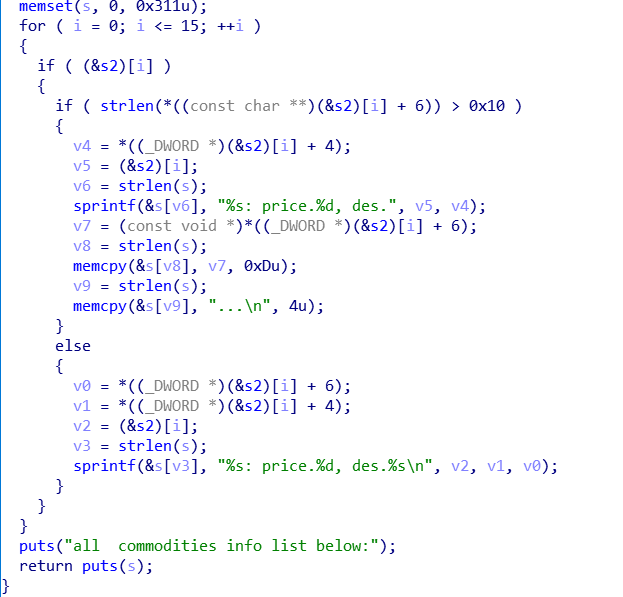 memset(s, 0, 0x311u);
for ( i = 0; i <= 15; ++i )
{
if ( (&s2)[i] )
{
if ( strlen(*((const char **)(&s2)[i] + 6)) > 0x10 )
{
v4 = *((_DWORD *)(&s2)[i] + 4);
v5 = (&s2)[i];
v6 = strlen(s);
sprintf(&s[v6], "%s: price.%d, des.", v5, v4);
v7 = (const void *)*((_DWORD *)(&s2)[i] + 6);
v8 = strlen(s);
memcpy(&s[v8], v7, 0xDu);
v9 = strlen(s);
memcpy(&s[v9], "...\n", 4u);
}
else
{
v0 = *((_DWORD *)(&s2)[i] + 6);
v1 = *((_DWORD *)(&s2)[i] + 4);
v2 = (&s2)[i];
v3 = strlen(s);
sprintf(&s[v3], "%s: price.%d, des.%s\n", v2, v1, v0);
}
}
}
puts("all  commodities info list below:");
return puts(s);
}